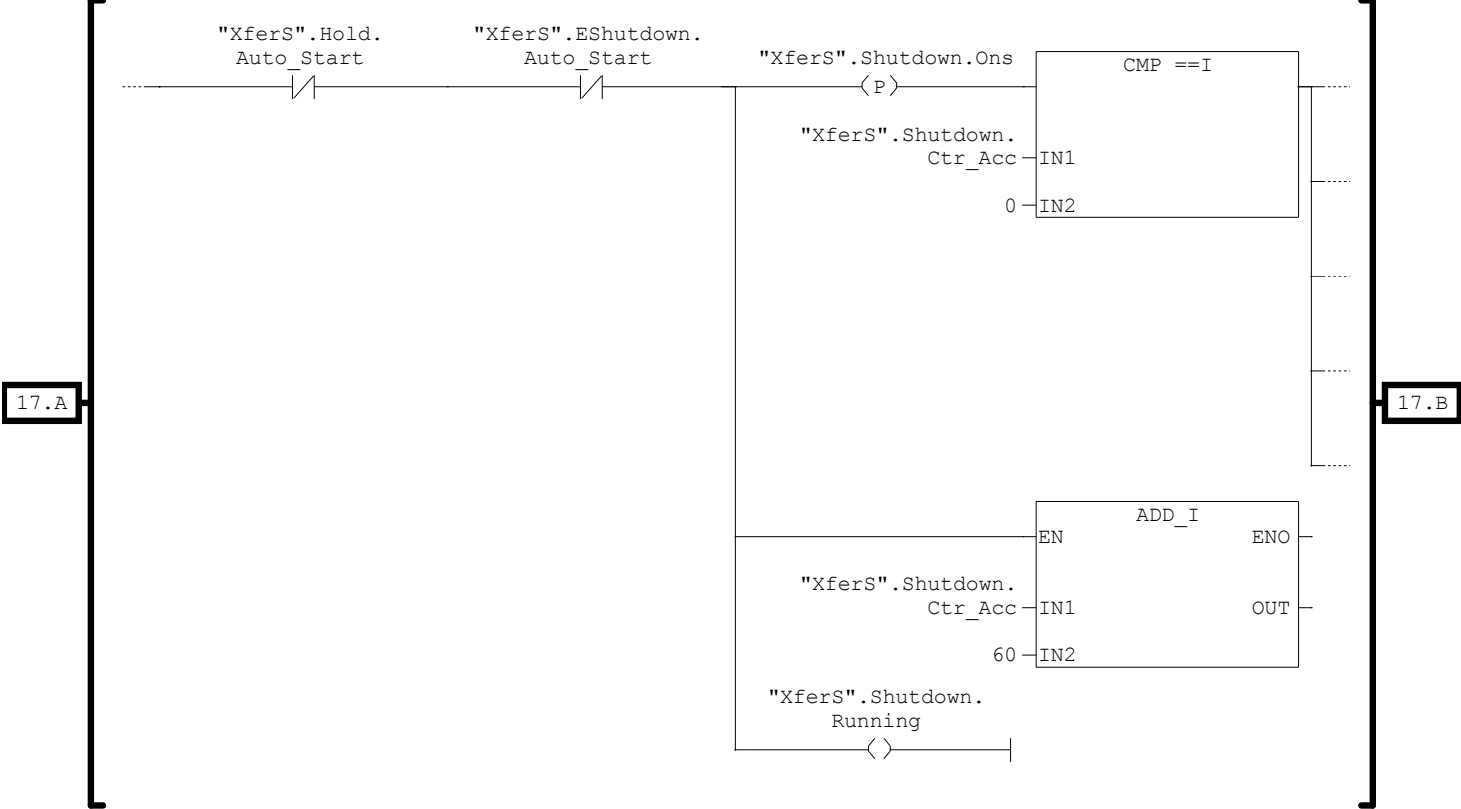 "XferS".Hold.
Auto_Start
"XferS".EShutdown.
Auto_Start
"XferS".Shutdown.Ons
P
CMP ==I
"XferS".Shutdown.
Ctr_Acc
IN1
0
IN2
17.A
17.B
ADD_I
EN
ENO
"XferS".Shutdown.
Ctr_Acc
IN1
OUT
60
IN2
"XferS".Shutdown.
Running